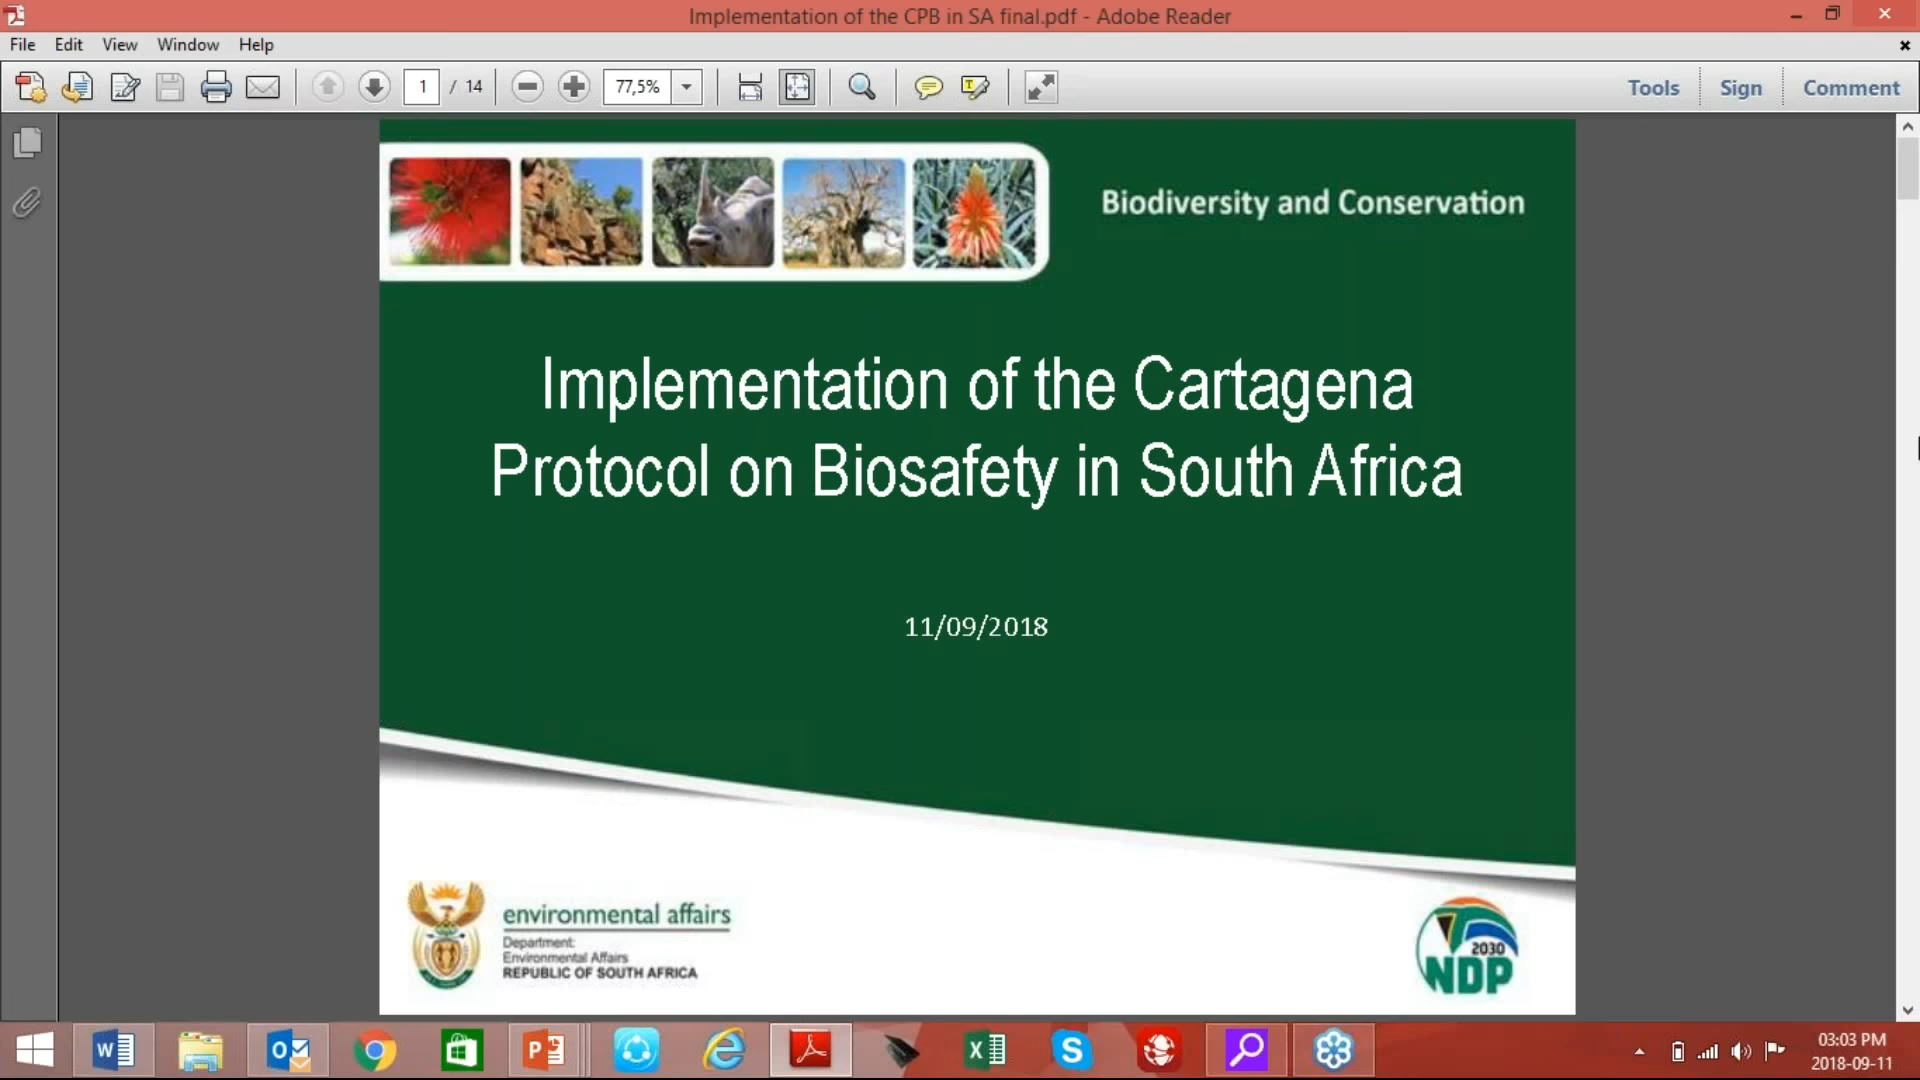 Implementation of the CPB in SA final.pdf - Adobe Reader
File Edit View Window Help
1 / 14 77,5% Tools Sign Comment
Biodiversity and Conservation
Implementation of the Cartagena
Protocol on Biosafety in South Africa
11/09/2018
environmental affairs
Department:
Environmental Affairs
REPUBLIC OF SOUTH AFRICA
2030
NDP
03:03 PM
2018-09-11